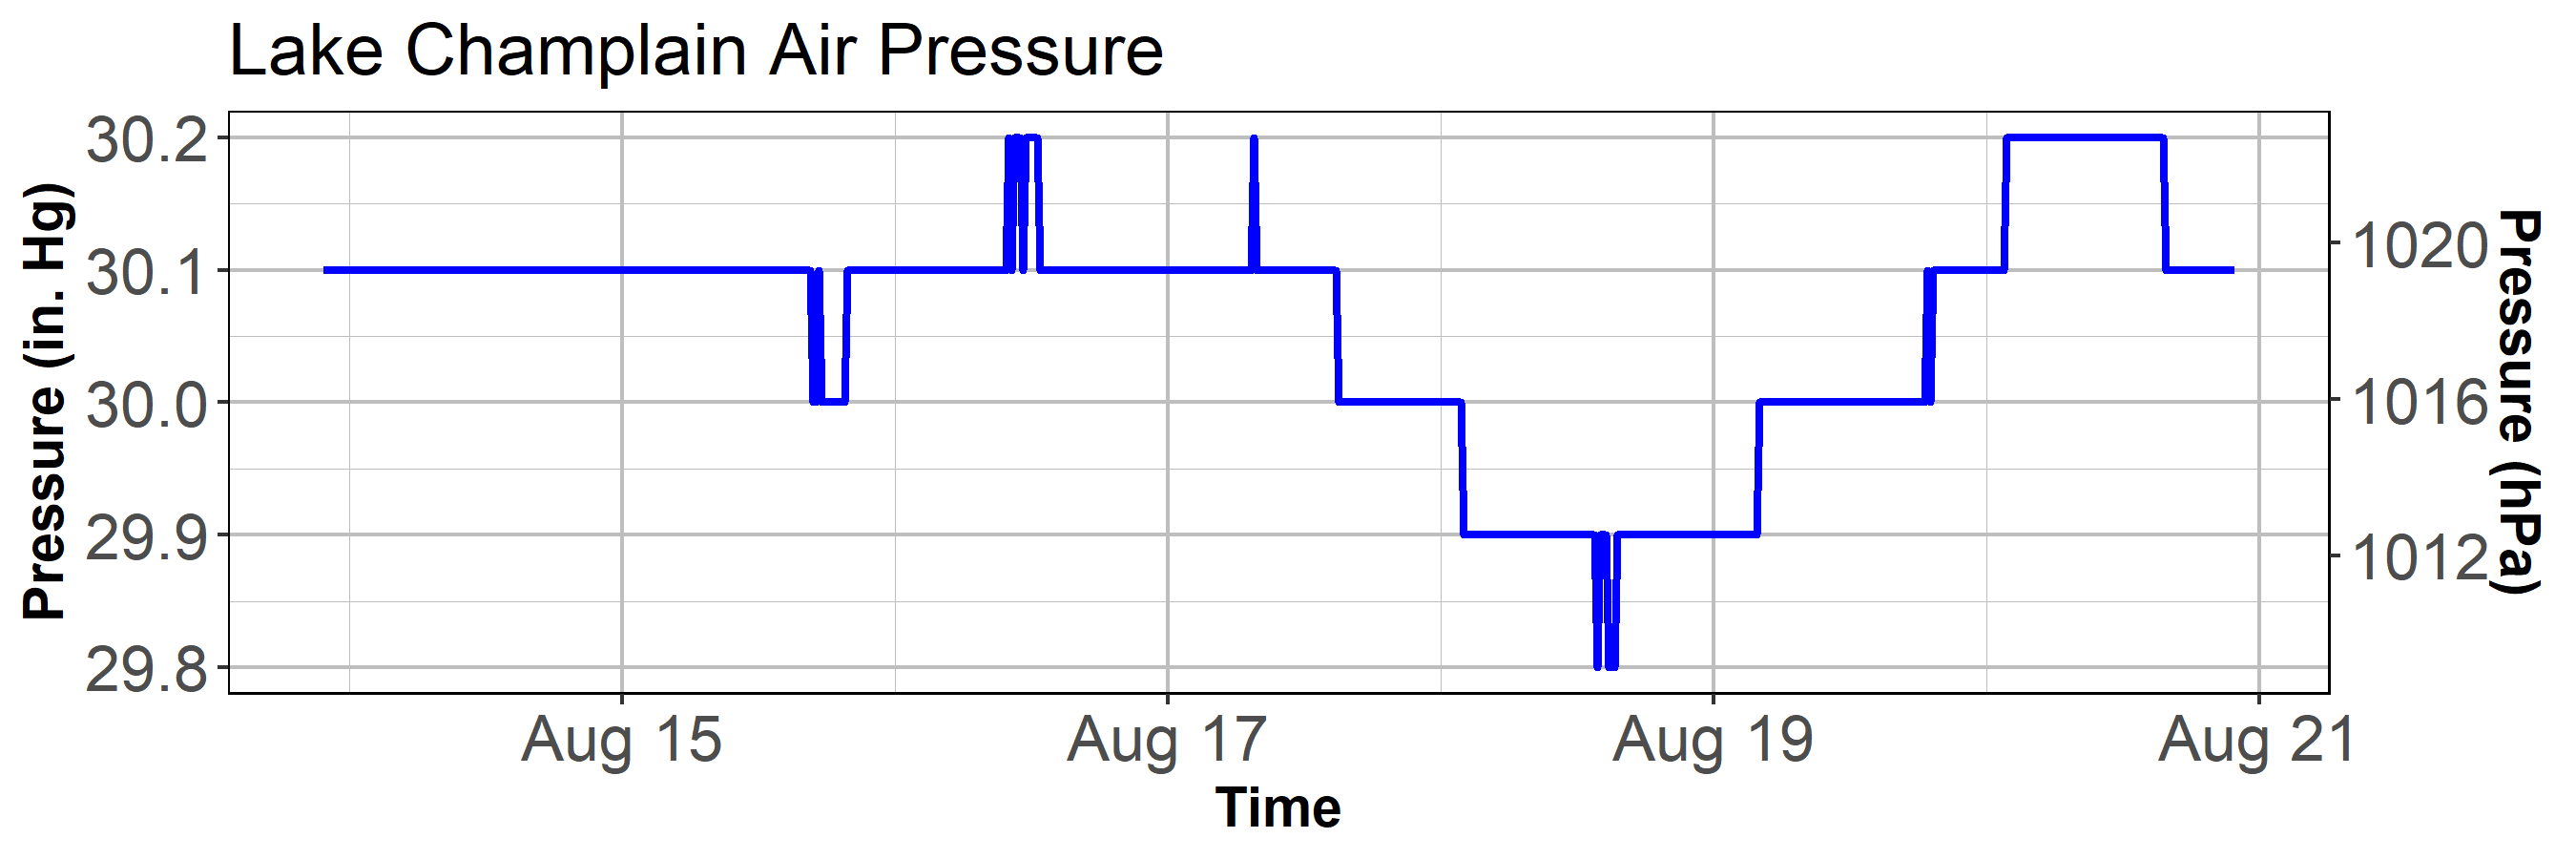 Lake Champlain Air Pressure
Pressure (in. Hg)
30.2
30.1
30.0
29.9
29.8
1020
1016
1012
Pressure (hPa)
Aug 15
Aug 17
Aug 19
Aug 21
Time